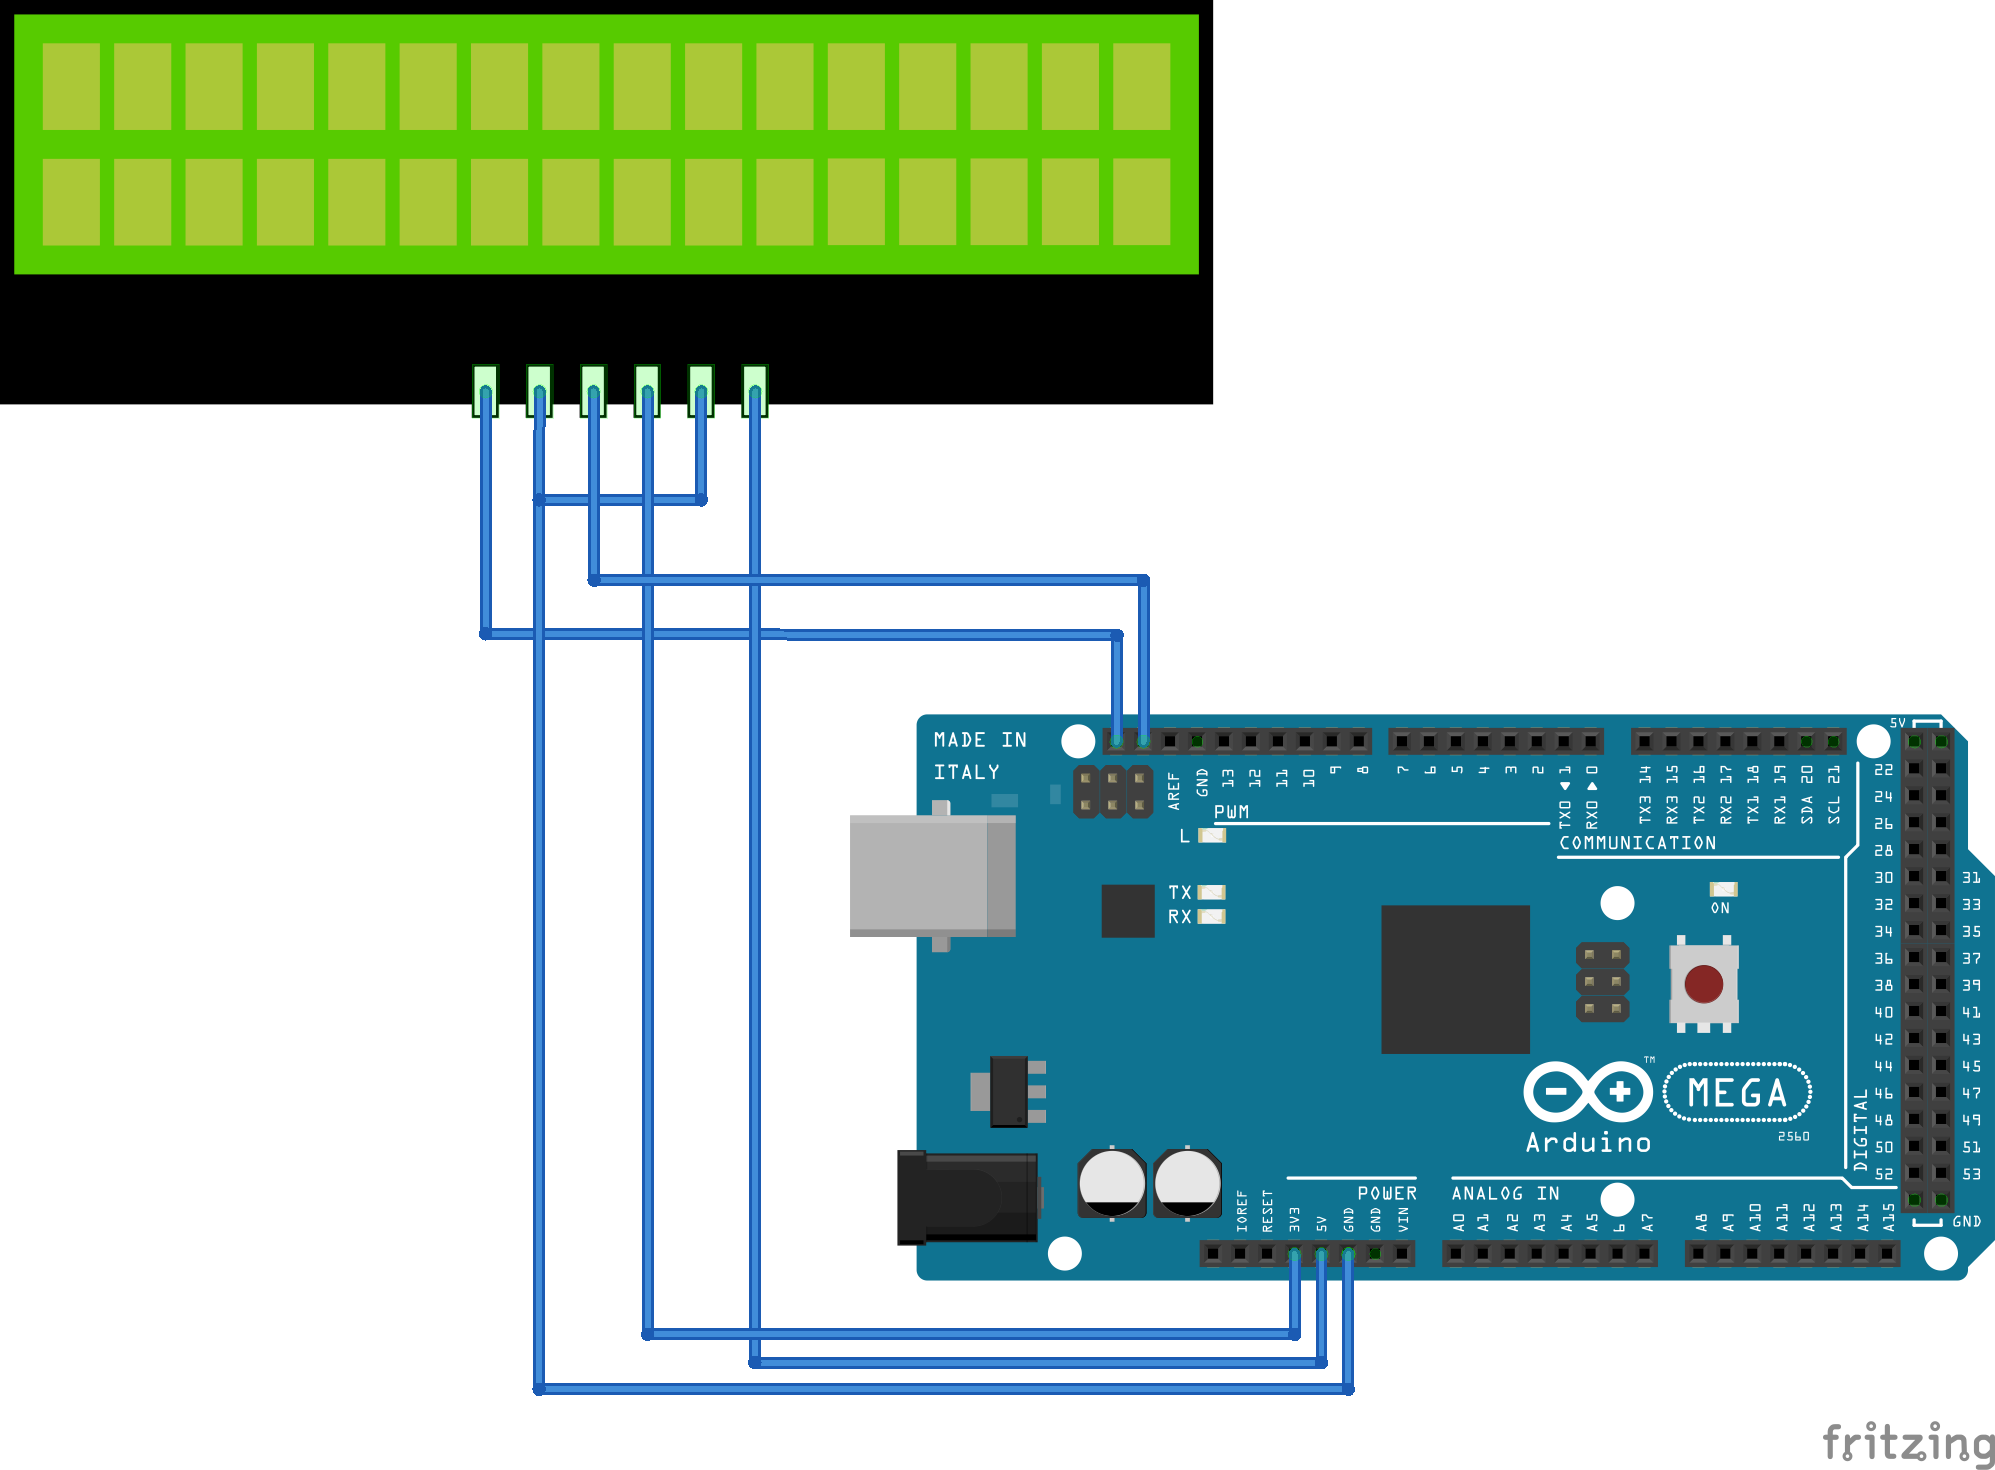 MADE IN
ITALY
AREF
GND
13
12
11
10
9
8
7
6
5
4
3
2
TX0 ▶ 1
RX0 ◀ 0
TX3 14
RX3 15
TX2 16
RX2 17
TX1 18
RX1 19
SDA 20
SCL 21
PWM
COMMUNICATION
L
TX
RX
ON
5V
22
24
26
28
30 31
32 33
34 35
36 37
38 39
40 41
42 43
44 45
46 47
48 49
50 51
52 53
GND
DIGITAL
Arduino
TM
MEGA
2560
POWER
ANALOG IN
IOREF
RESET
3V3
5V
GND
GND
VIN
A0
A1
A2
A3
A4
A5
6
A7
A8
A9
A10
A11
A12
A13
A14
A15
fritzing